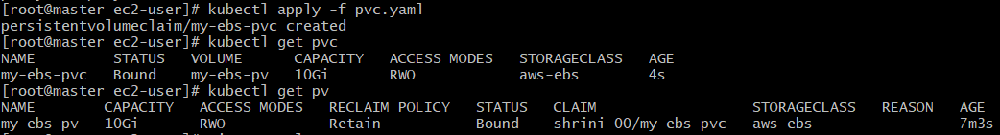 [root@master ec2-user]# kubectl apply -f pvc.yaml
persistentvolumeclaim/my-ebs-pvc created
[root@master ec2-user]# kubectl get pvc
NAME STATUS VOLUME CAPACITY ACCESS MODES STORAGECLASS AGE
my-ebs-pvc Bound my-ebs-pv 10Gi RWO aws-ebs 4s
[root@master ec2-user]# kubectl get pv
NAME CAPACITY ACCESS MODES RECLAIM POLICY STATUS CLAIM STORAGECLASS REASON AGE
my-ebs-pv 10Gi RWO Retain Bound shrini-00/my-ebs-pvc aws-ebs 7m3s